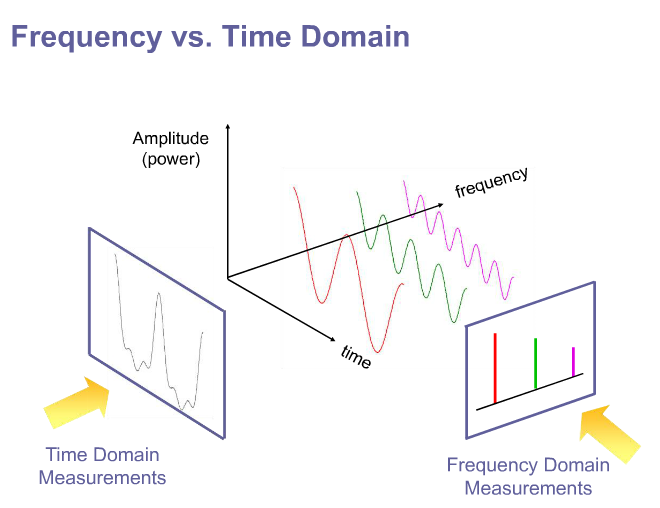 Frequency vs. Time Domain
Amplitude
(power)
frequency
time
Time Domain
Measurements
Frequency Domain
Measurements